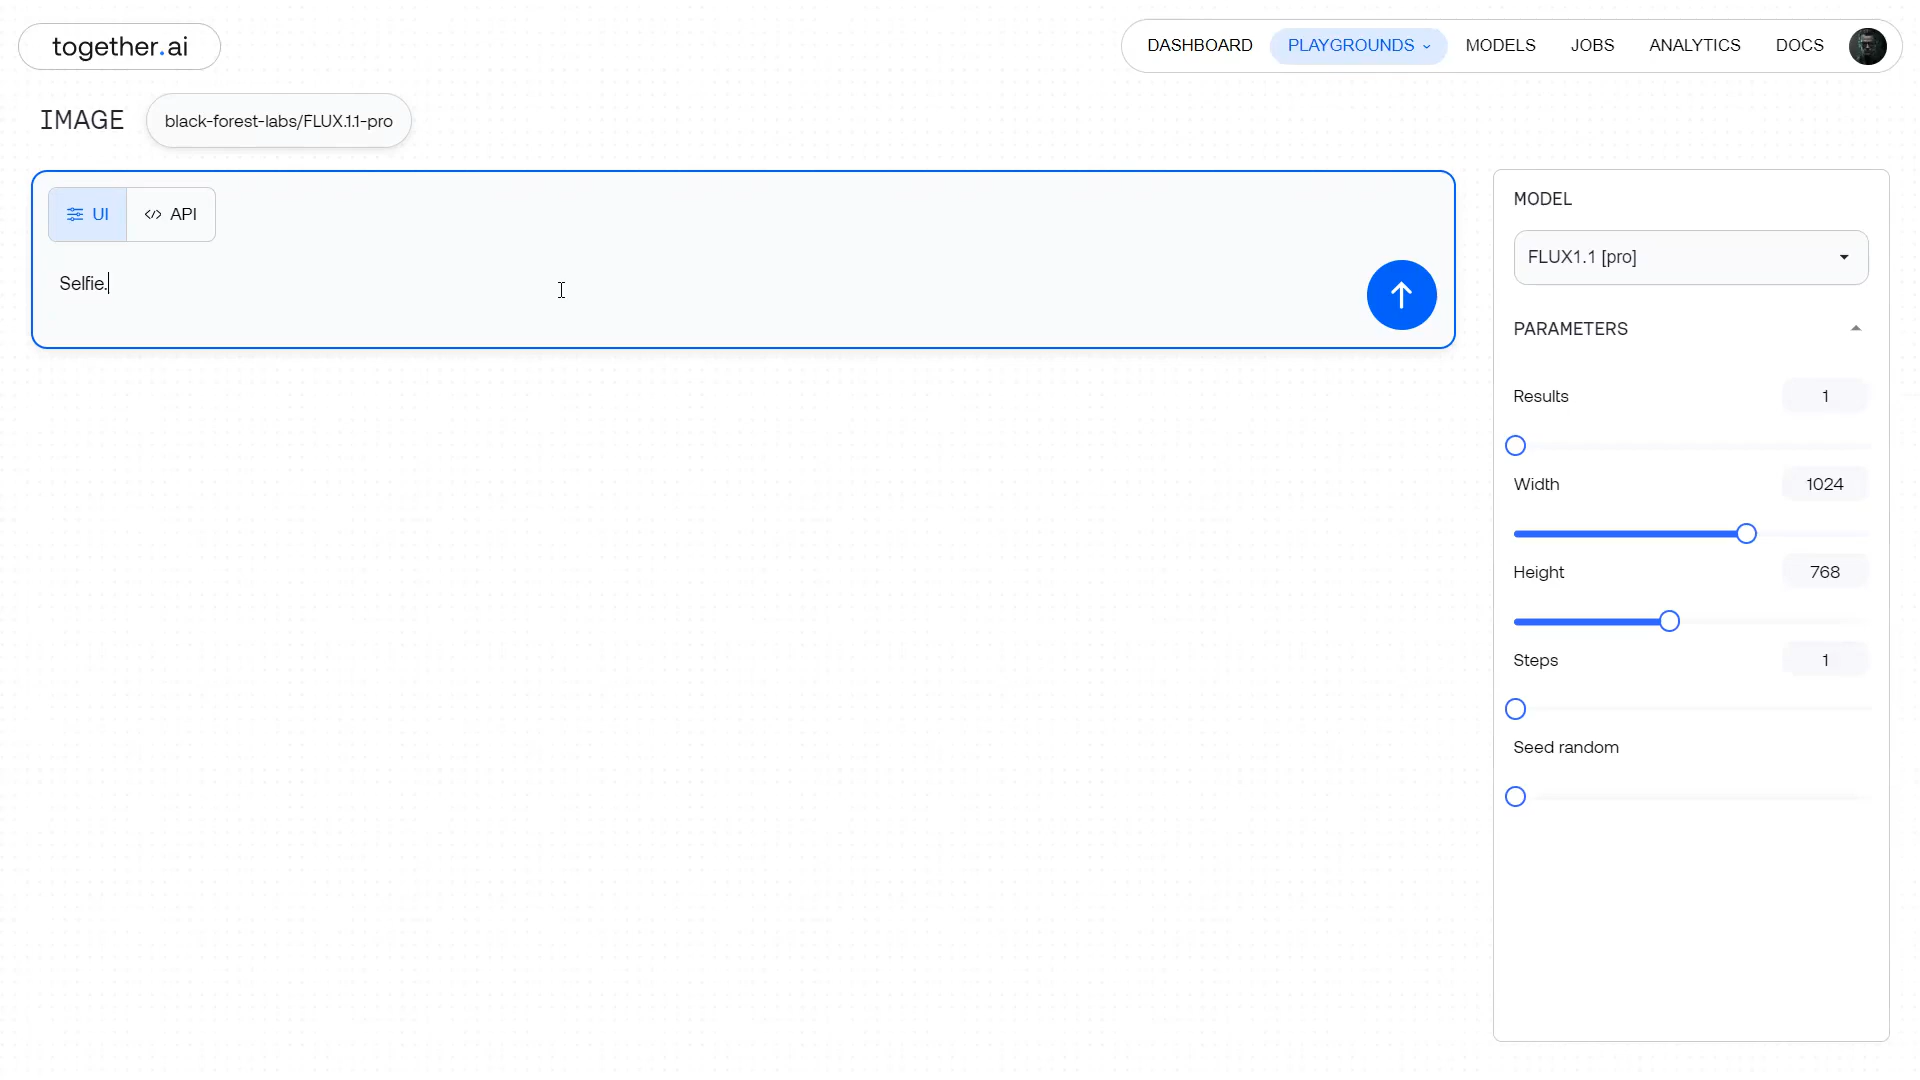 together.ai
DASHBOARD PLAYGROUNDS MODELS JOBS ANALYTICS DOCS
IMAGE black-forest-labs/FLUX.1.1-pro
UI API
Selfie.
MODEL
FLUX1.1 [pro]
PARAMETERS
Results 1
Width 1024
Height 768
Steps 1
Seed random